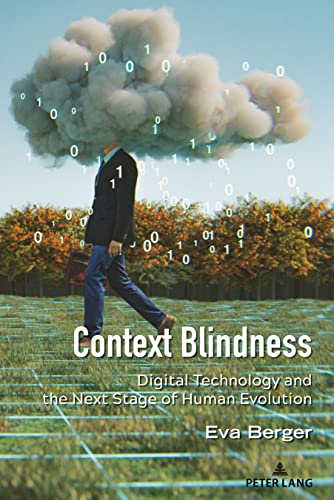 Context Blindness
Digital Technology and
the Next Stage of Human Evolution
Eva Berger
PETER LANG